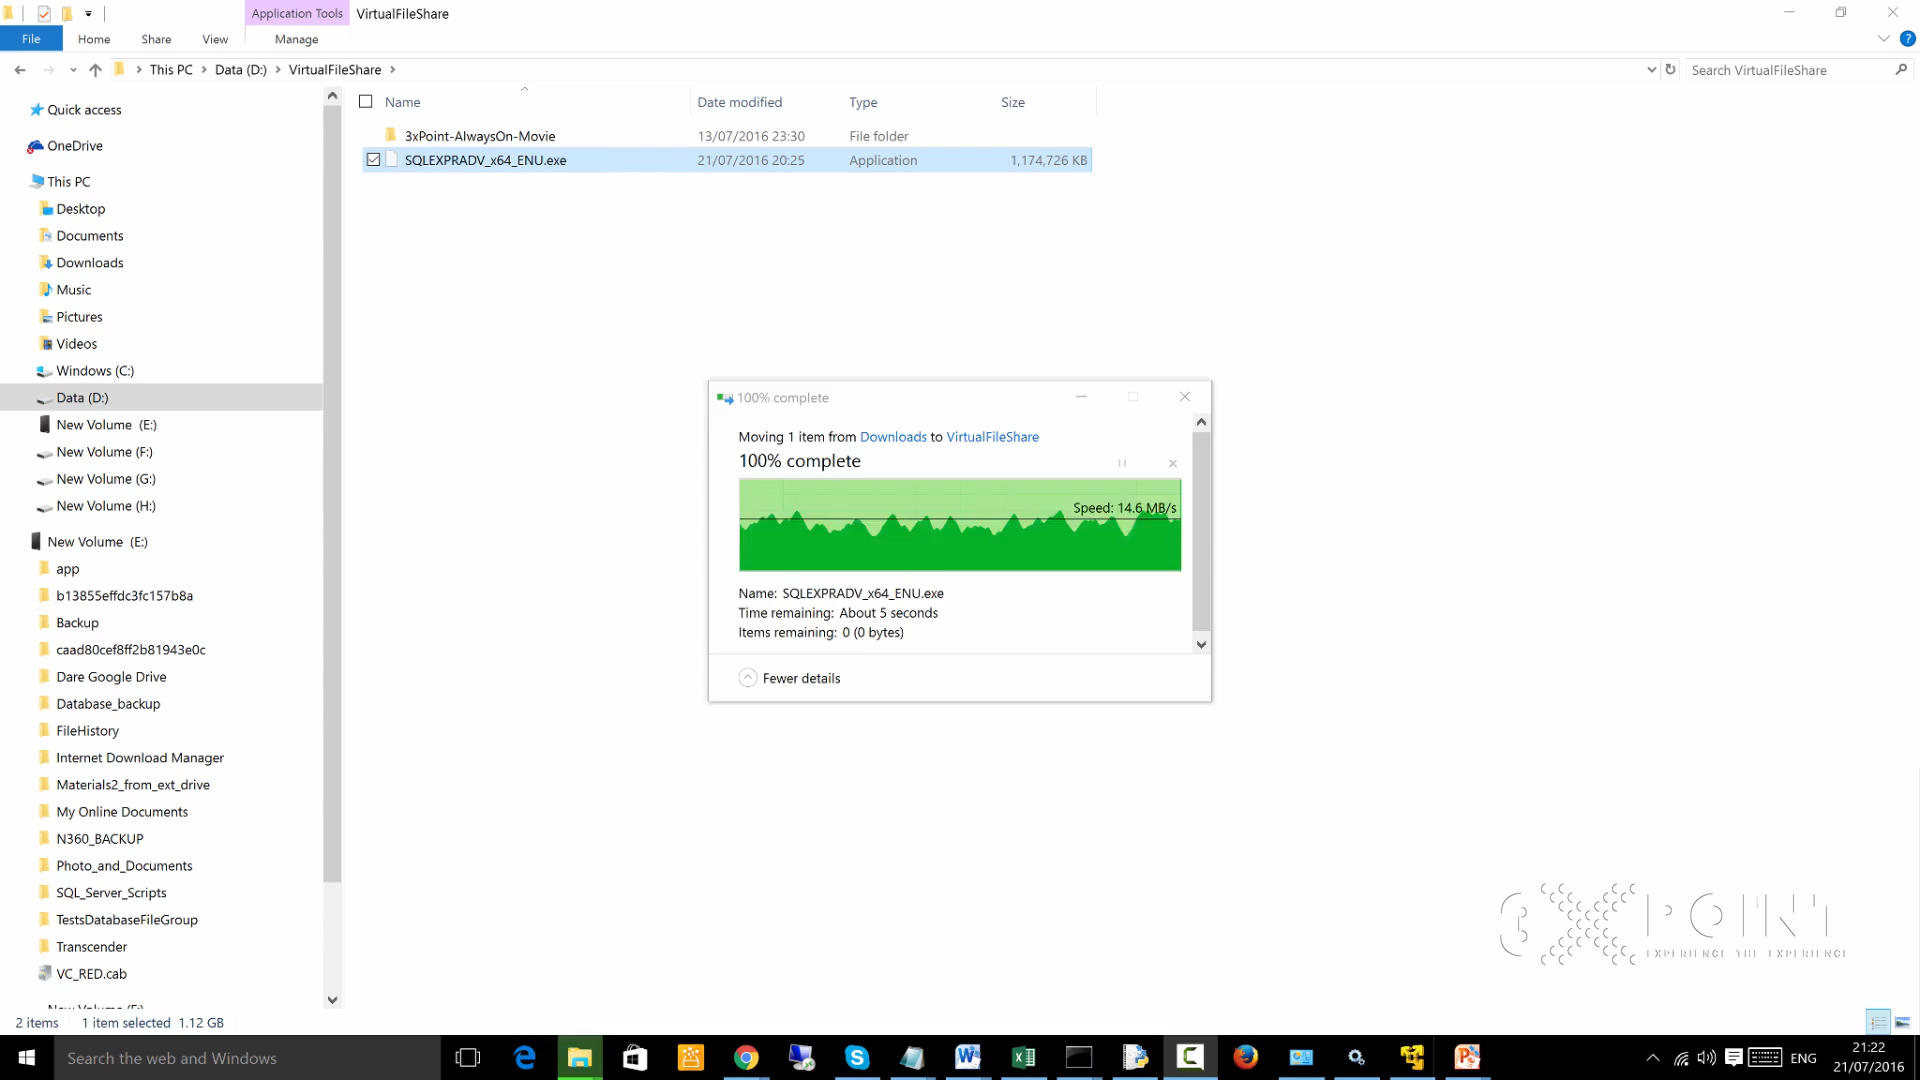 Application Tools VirtualFileShare
File Home Share View Manage
This PC Data (D:) VirtualFileShare
Search VirtualFileShare
Name Date modified Type Size
3xPoint-AlwaysOn-Movie 13/07/2016 23:30 File folder
SQLEXPRADV_x64_ENU.exe 21/07/2016 20:25 Application 1,174,726 KB
Quick access
OneDrive
This PC
Desktop
Documents
Downloads
Music
Pictures
Videos
Windows (C:)
Data (D:)
New Volume (E:)
New Volume (F:)
New Volume (G:)
New Volume (H:)
New Volume (E:)
app
b13855effdc3fc157b8a
Backup
caad80cef8ff2b81943e0c
Dare Google Drive
Database_backup
FileHistory
Internet Download Manager
Materials2_from_ext_drive
My Online Documents
N360_BACKUP
Photo_and_Documents
SQL_Server_Scripts
TestsDatabaseFileGroup
Transcender
VC_RED.cab
New Volume (F:)
100% complete
Moving 1 item from Downloads to VirtualFileShare
100% complete
Speed: 14.6 MB/s
Name: SQLEXPRADV_x64_ENU.exe
Time remaining: About 5 seconds
Items remaining: 0 (0 bytes)
Fewer details
3XPOINT
EXPERIENCE THE EXPERIENCE
2 items 1 item selected 1.12 GB
Search the web and Windows
ENG
21:22
21/07/2016